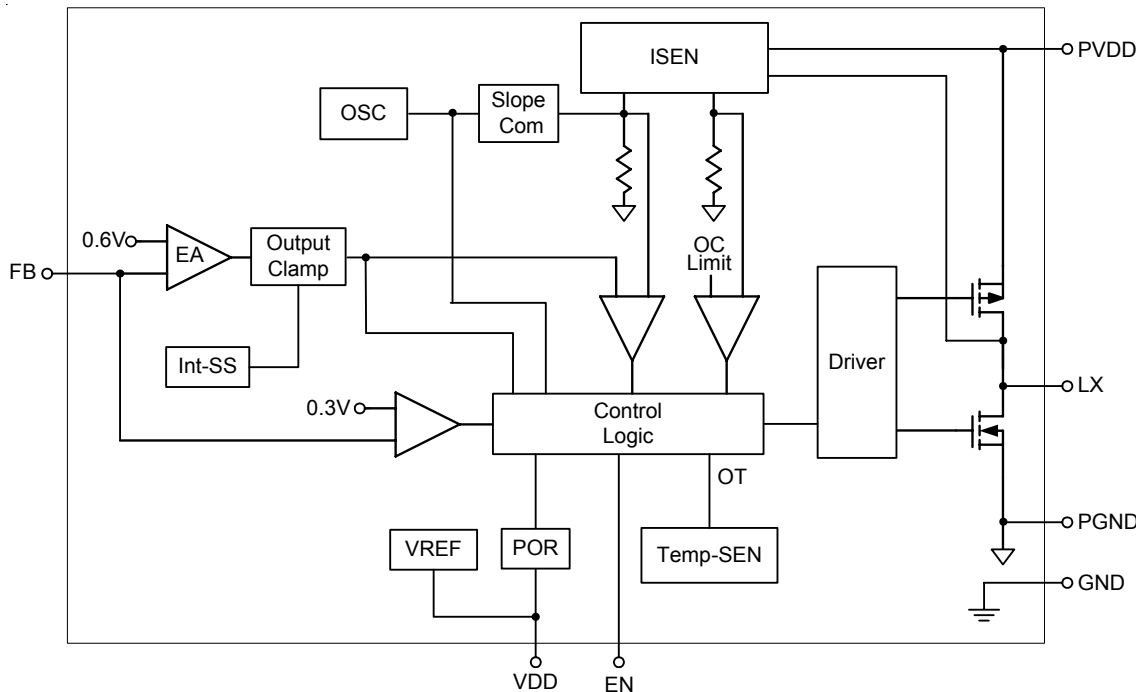 ISEN
PVDD
OSC
Slope
Com
0.6V
EA
Output
Clamp
FB
OC
Limit
Int-SS
Driver
LX
0.3V
Control
Logic
OT
VREF
POR
Temp-SEN
PGND
GND
VDD
EN